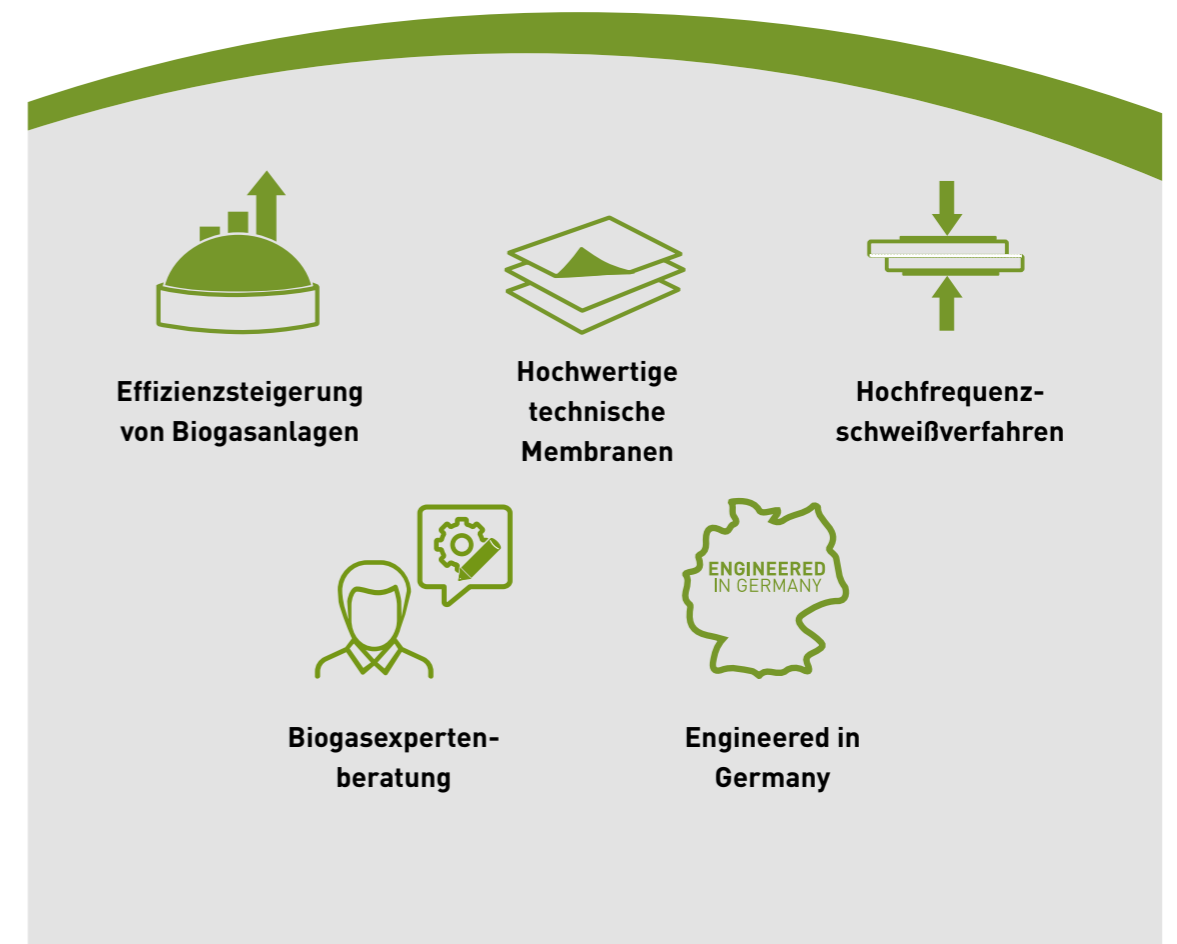 Effizienzsteigerung
von Biogasanlagen
Hochwertige
technische
Membranen
Hochfrequenz-
schweißverfahren
ENGINEERED
IN GERMANY
Biogasexperten-
beratung
Engineered in
Germany